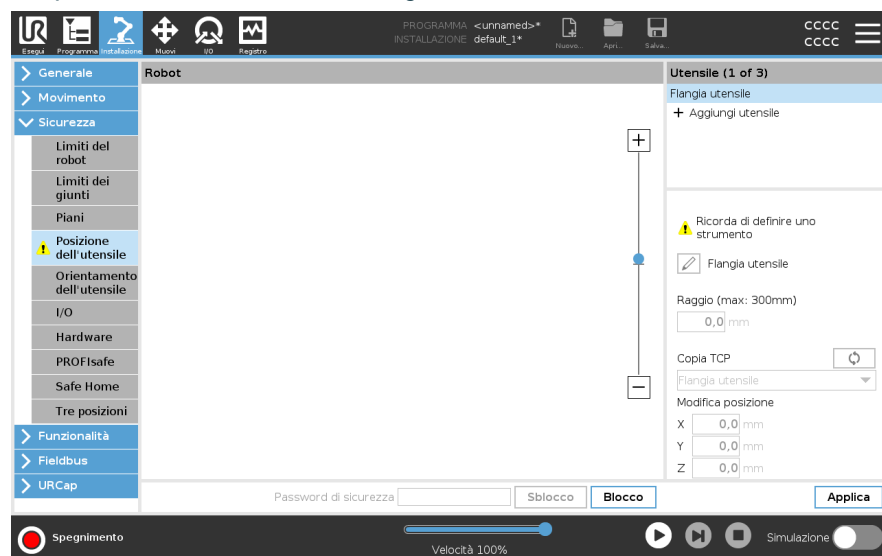 PROGRAMMA <unnamed>*
INSTALLAZIONE default_1*
UR
Esegui Programma Installazione Muovi I/O Registro
Nuovo... Apri... Salva...
CCCC
CCCC
Generale
Movimento
Sicurezza
Limiti del
robot
Limiti dei
giunti
Piani
Posizione
dell'utensile
Orientamento
dell'utensile
I/O
Hardware
PROFIsafe
Safe Home
Tre posizioni
Funzionalità
Fieldbus
URCap
Robot
Utensile (1 of 3)
Flangia utensile
+ Aggiungi utensile
Ricorda di definire uno
strumento
Flangia utensile
Raggio (max: 300mm)
0,0 mm
Copia TCP
Flangia utensile
Modifica posizione
X 0,0 mm
Y 0,0 mm
Z 0,0 mm
Password di sicurezza Sblocco Blocco Applica
Spegnimento
Velocità 100%
Simulazione